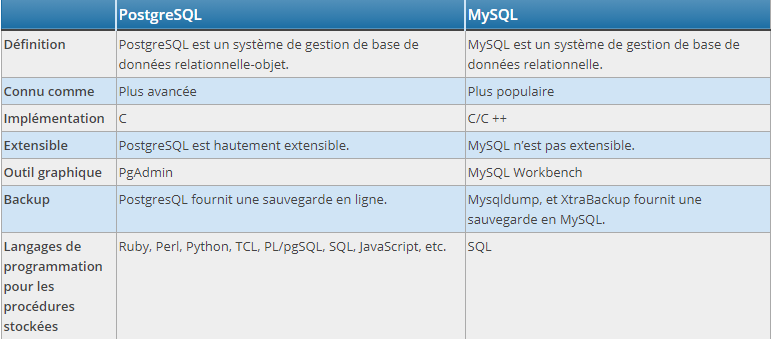 PostgreSQL MySQL
Définition PostgreSQL est un système de gestion de base de MySQL est un système de gestion de base de
données relationnelle-objet. données relationnelle.
Connu comme Plus avancée Plus populaire
Implémentation C C/C ++
Extensible PostgreSQL est hautement extensible. MySQL n’est pas extensible.
Outil graphique PgAdmin MySQL Workbench
Backup PostgresQL fournit une sauvegarde en ligne. Mysqldump, et XtraBackup fournit une
sauvegarde en MySQL.
Langages de Ruby, Perl, Python, TCL, PL/pgSQL, SQL, JavaScript, etc. SQL
programmation
pour les
procédures
stockées